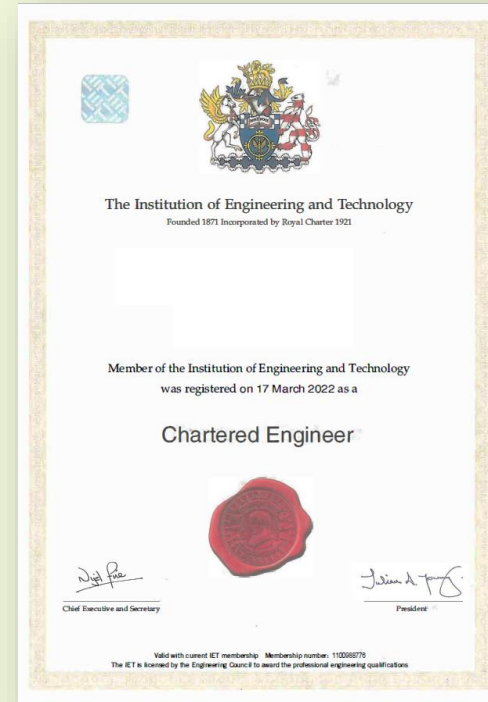 The Institution of Engineering and Technology
Founded 1871 Incorporated by Royal Charter 1921
Member of the Institution of Engineering and Technology
was registered on 17 March 2022 as a
Chartered Engineer
Chief Executive and Secretary
President
Valid with current IET membership Membership number: 1100988776
The IET is licensed by the Engineering Council to award the professional engineering qualifications